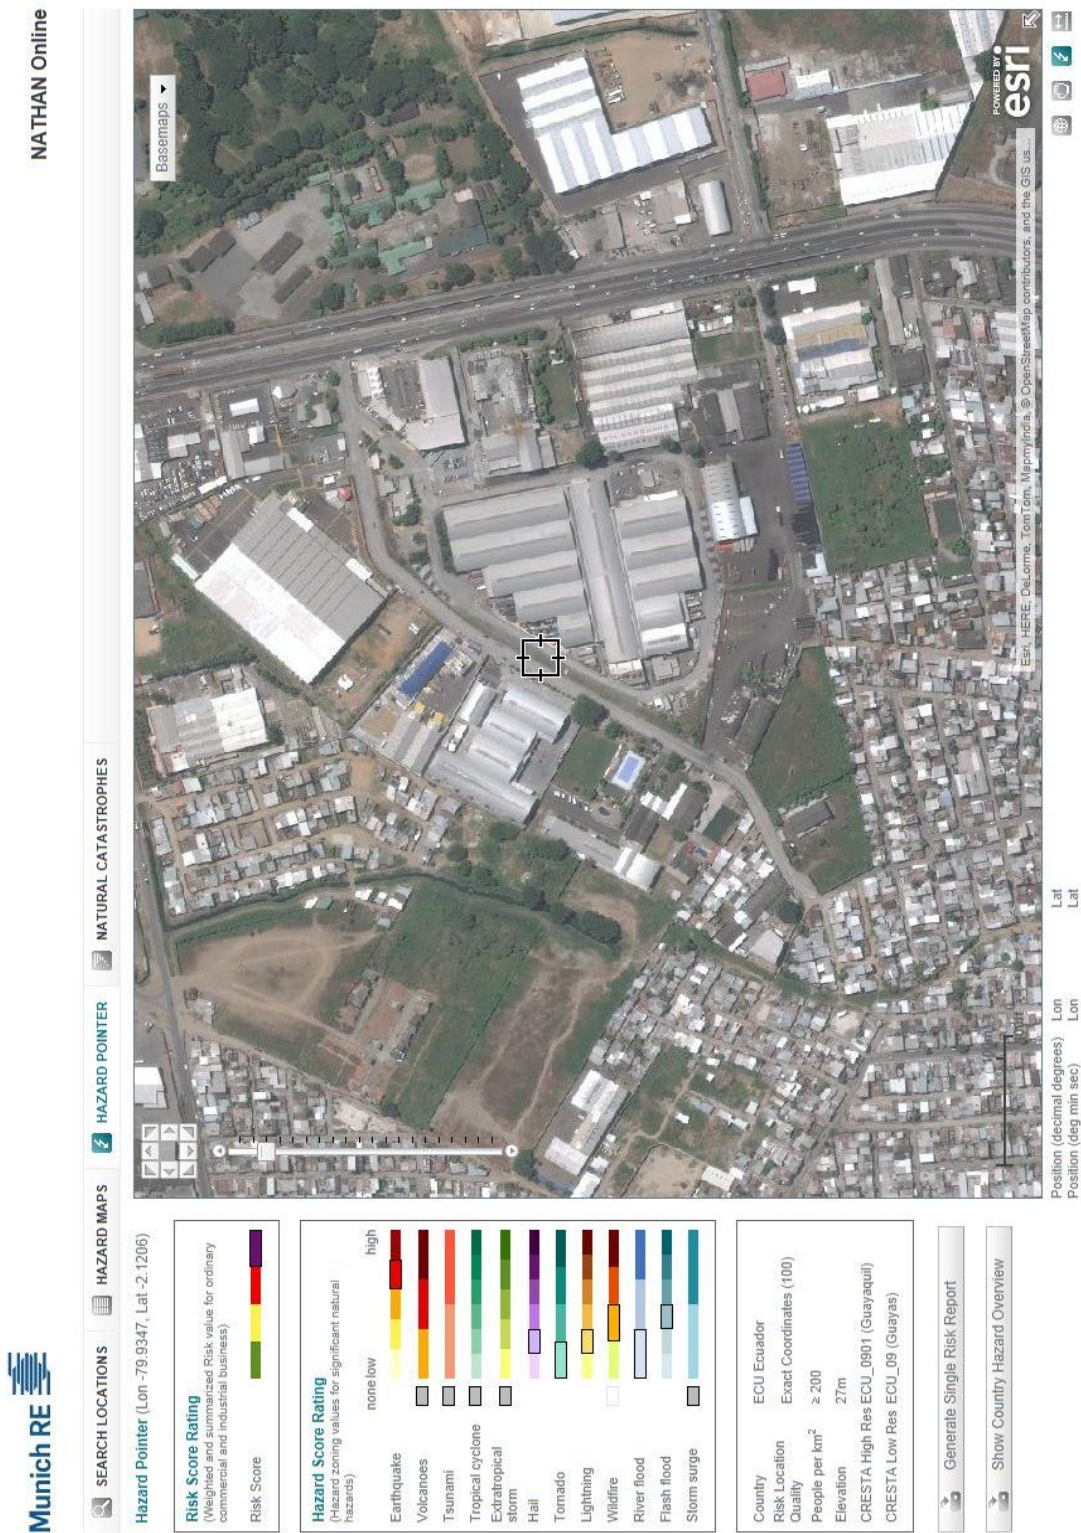 Munich RE
NATHAN Online
SEARCH LOCATIONS
HAZARD MAPS
HAZARD POINTER
NATURAL CATASTROPHES
Hazard Pointer (Lon -79.9347, Lat -2.1206)
Risk Score Rating
(Weighted and summarized Risk value for ordinary
commercial and industrial business)
Risk Score
Hazard Score Rating
(Hazard zoning values for significant natural
hazards)
none low high
Earthquake
Volcanoes
Tsunami
Tropical cyclone
Extratropical
storm
Hail
Tornado
Lightning
Wildfire
River flood
Flash flood
Storm surge
Country ECU Ecuador
Risk Location
Quality Exact Coordinates (100)
People per km² ≥ 200
Elevation 27m
CRESTA High Res ECU_0901 (Guayaquil)
CRESTA Low Res ECU_09 (Guayas)
Generate Single Risk Report
Show Country Hazard Overview
Basemaps
POWERED BY
esri
Esri, HERE, DeLorme, TomTom, MapmyIndia, © OpenStreetMap contributors, and the GIS us...
Position (decimal degrees) Lon Lat
Position (deg min sec) Lon Lat